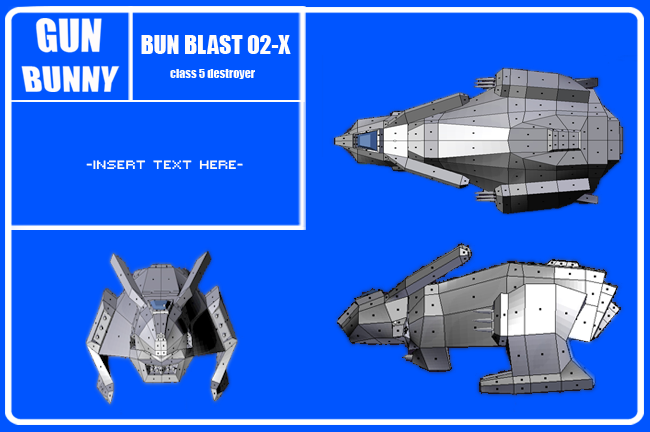 GUN
BUNNY
BUN BLAST 02-X
class 5 destroyer
-INSERT TEXT HERE-